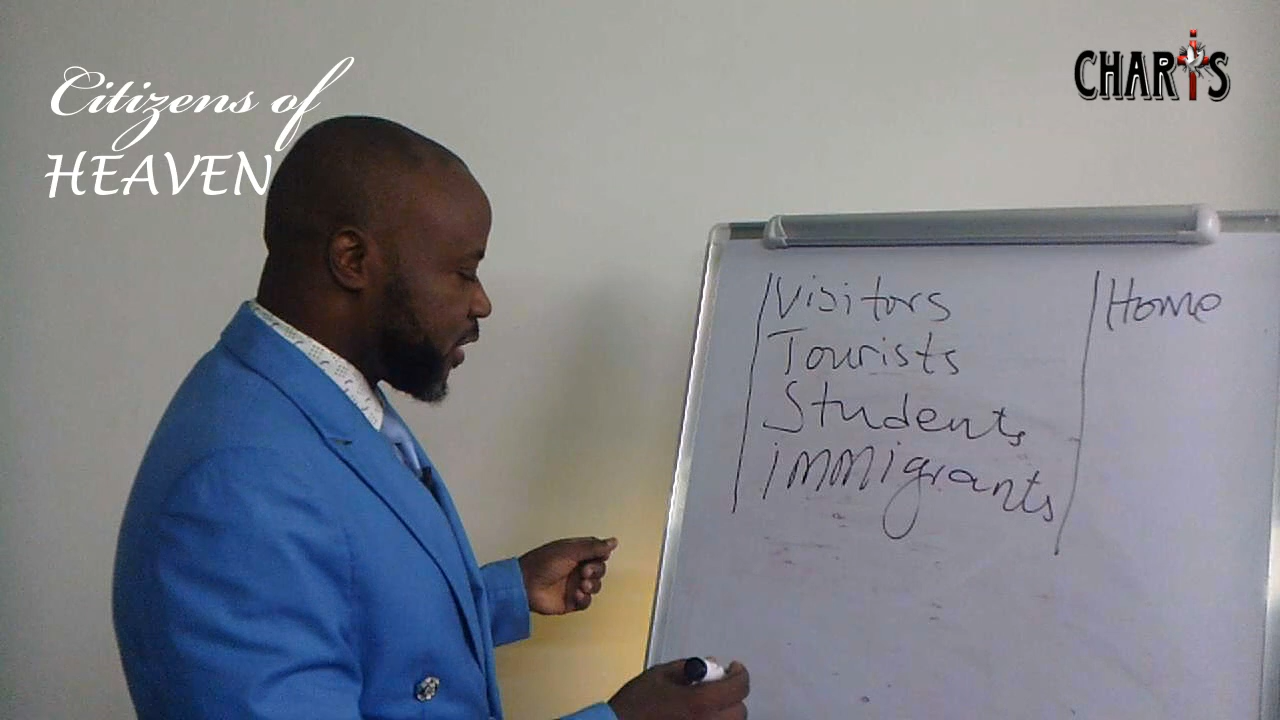 Citizens of
HEAVEN
CHARIS
Visitors
Tourists
Students
immigrants
Home